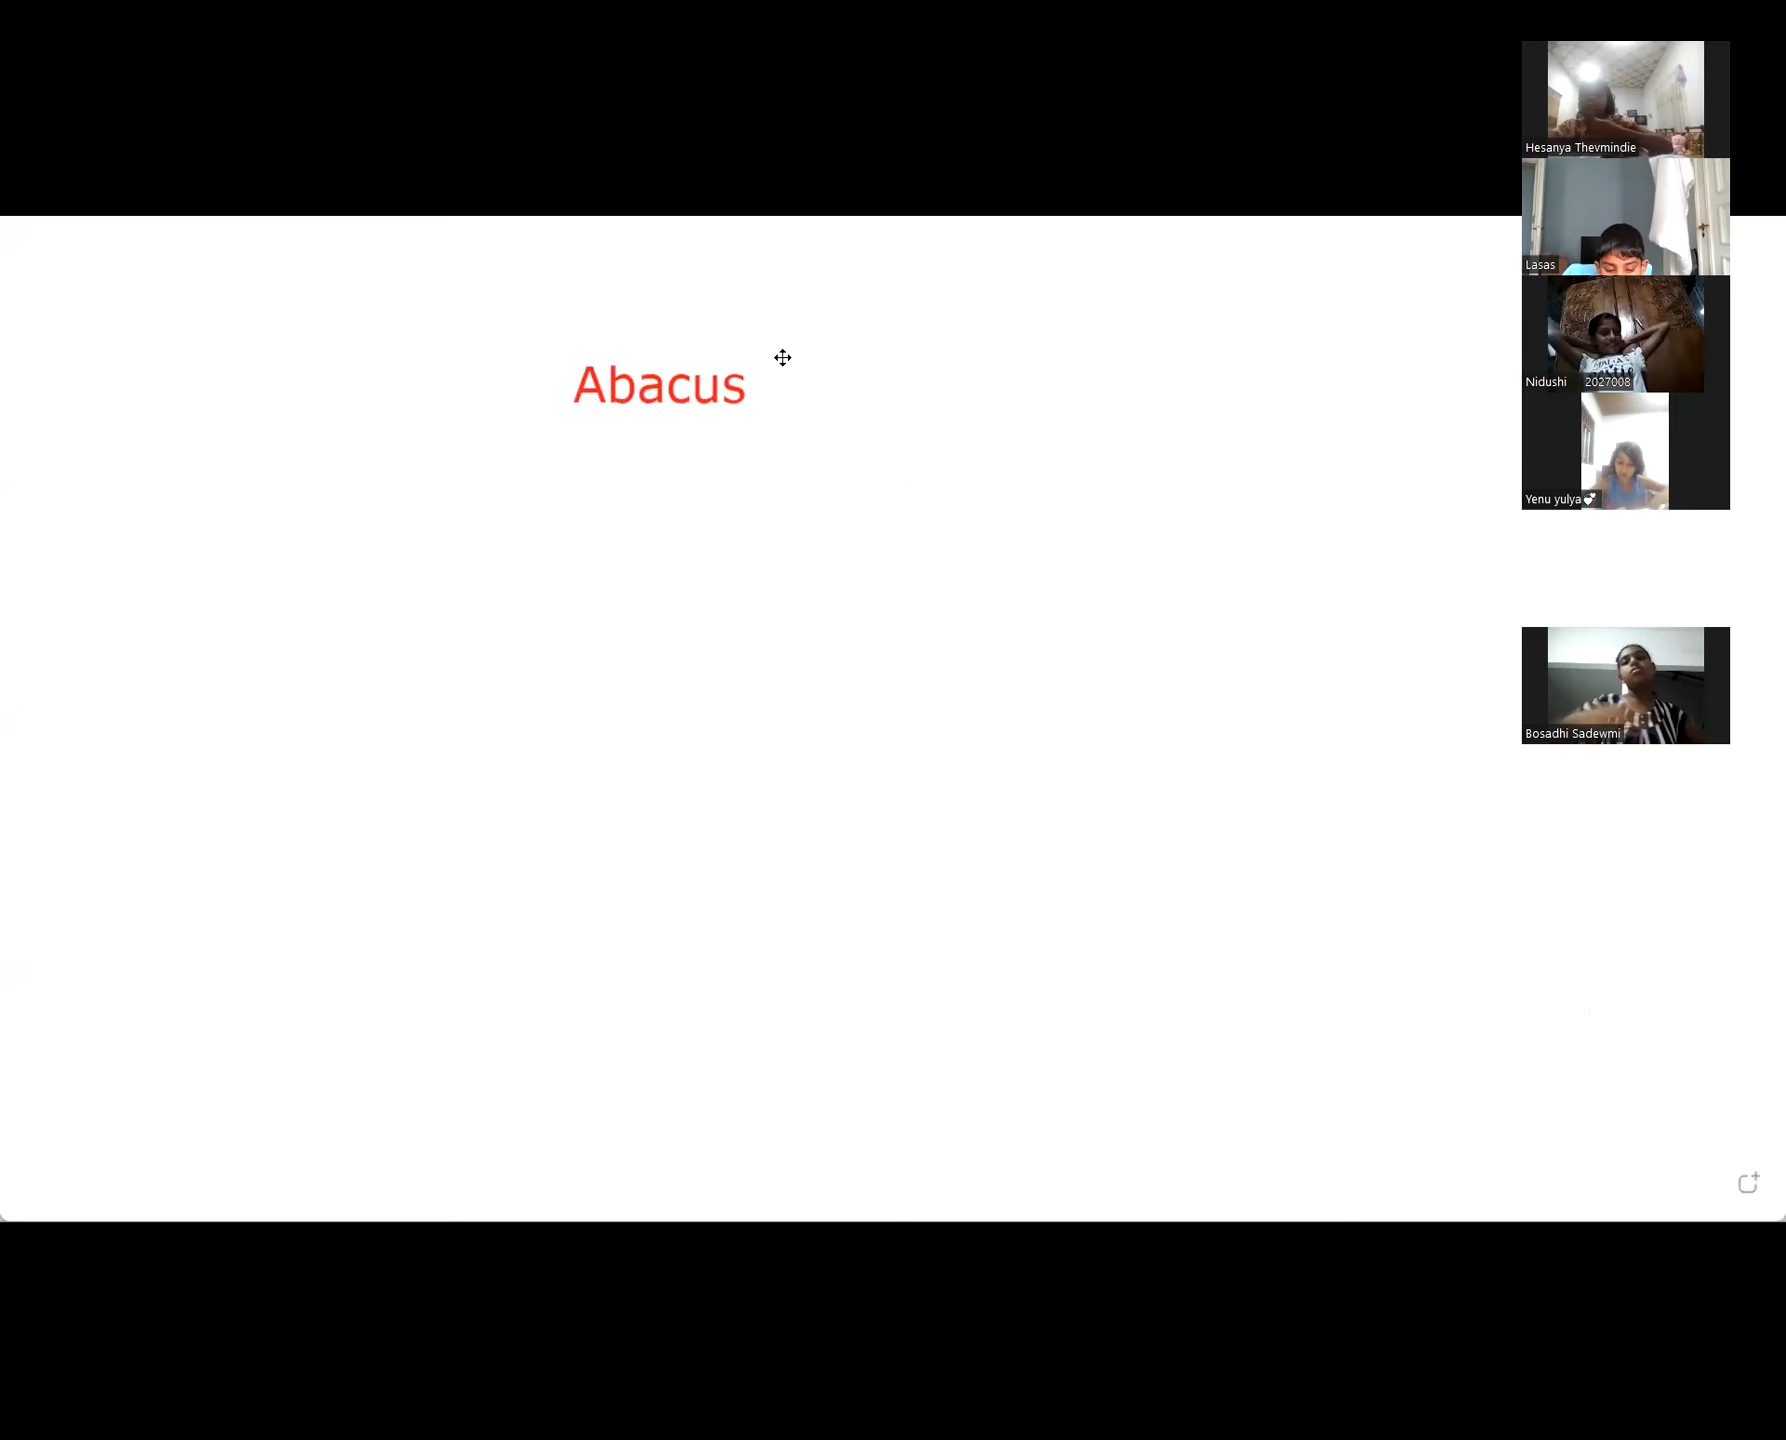 Hesanya Thevmindie
Lasas
Abacus
Nidushi 2027008
Yenu yulya💞
Bosadhi Sadewmi